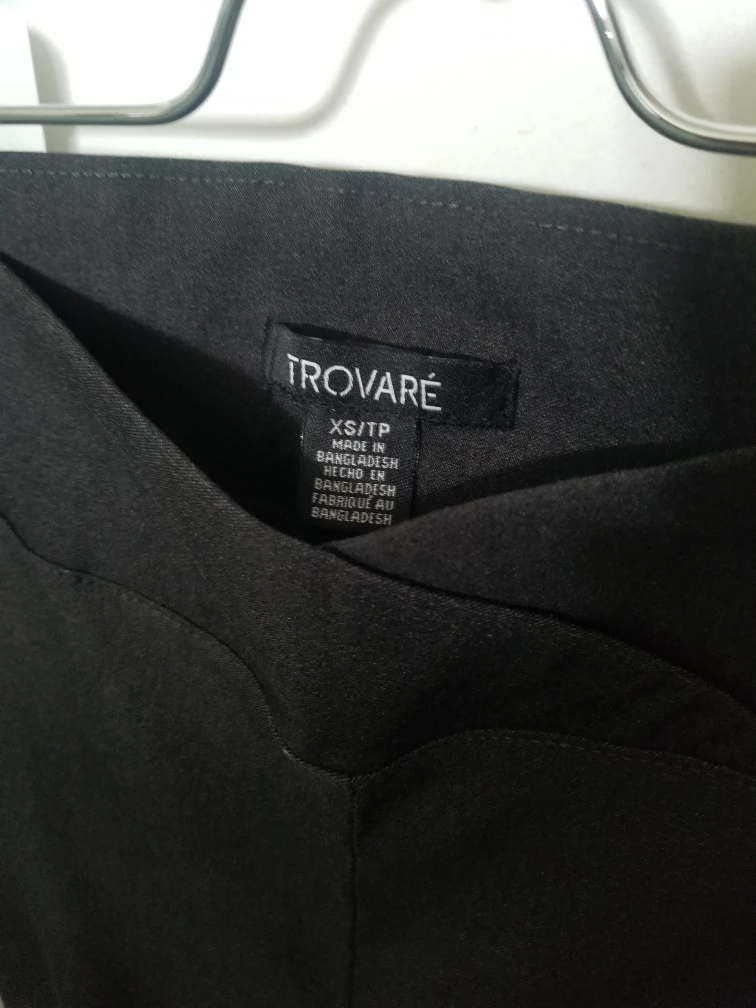 TROVARÉ
XS/TP
MADE IN
BANGLADESH
HECHO EN
BANGLADESH
FABRIQUÉ AU
BANGLADESH